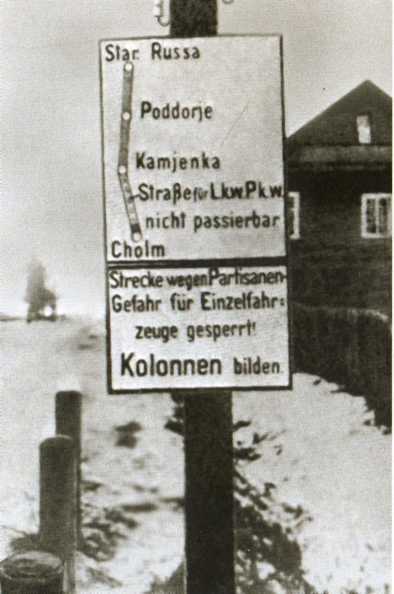 Star. Russa
Poddorje
Kamjenka
Straße für Lkw. Pkw.
nicht passierbar
Cholm
Strecke wegen Partisanen-
Gefahr für Einzelfahr=
zeuge gesperrt!
Kolonnen bilden.